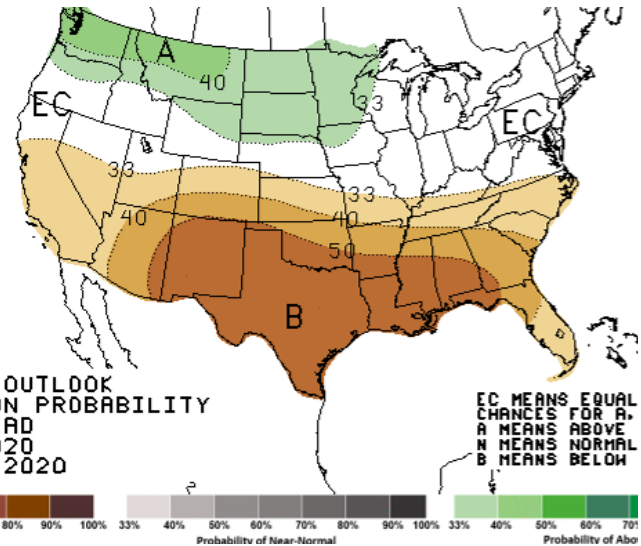 A
40
33
EC
EC
33
33
40
40
50
B
OUTLOOK
N PROBABILITY
AD
20
2020
EC MEANS EQUAL
CHANCES FOR A,
A MEANS ABOVE
N MEANS NORMAL
B MEANS BELOW
80% 90% 100% 33% 40% 50% 60% 70% 80% 90% 100% 33% 40% 50% 60% 70%
Probability of Near-Normal
Probability of Abov